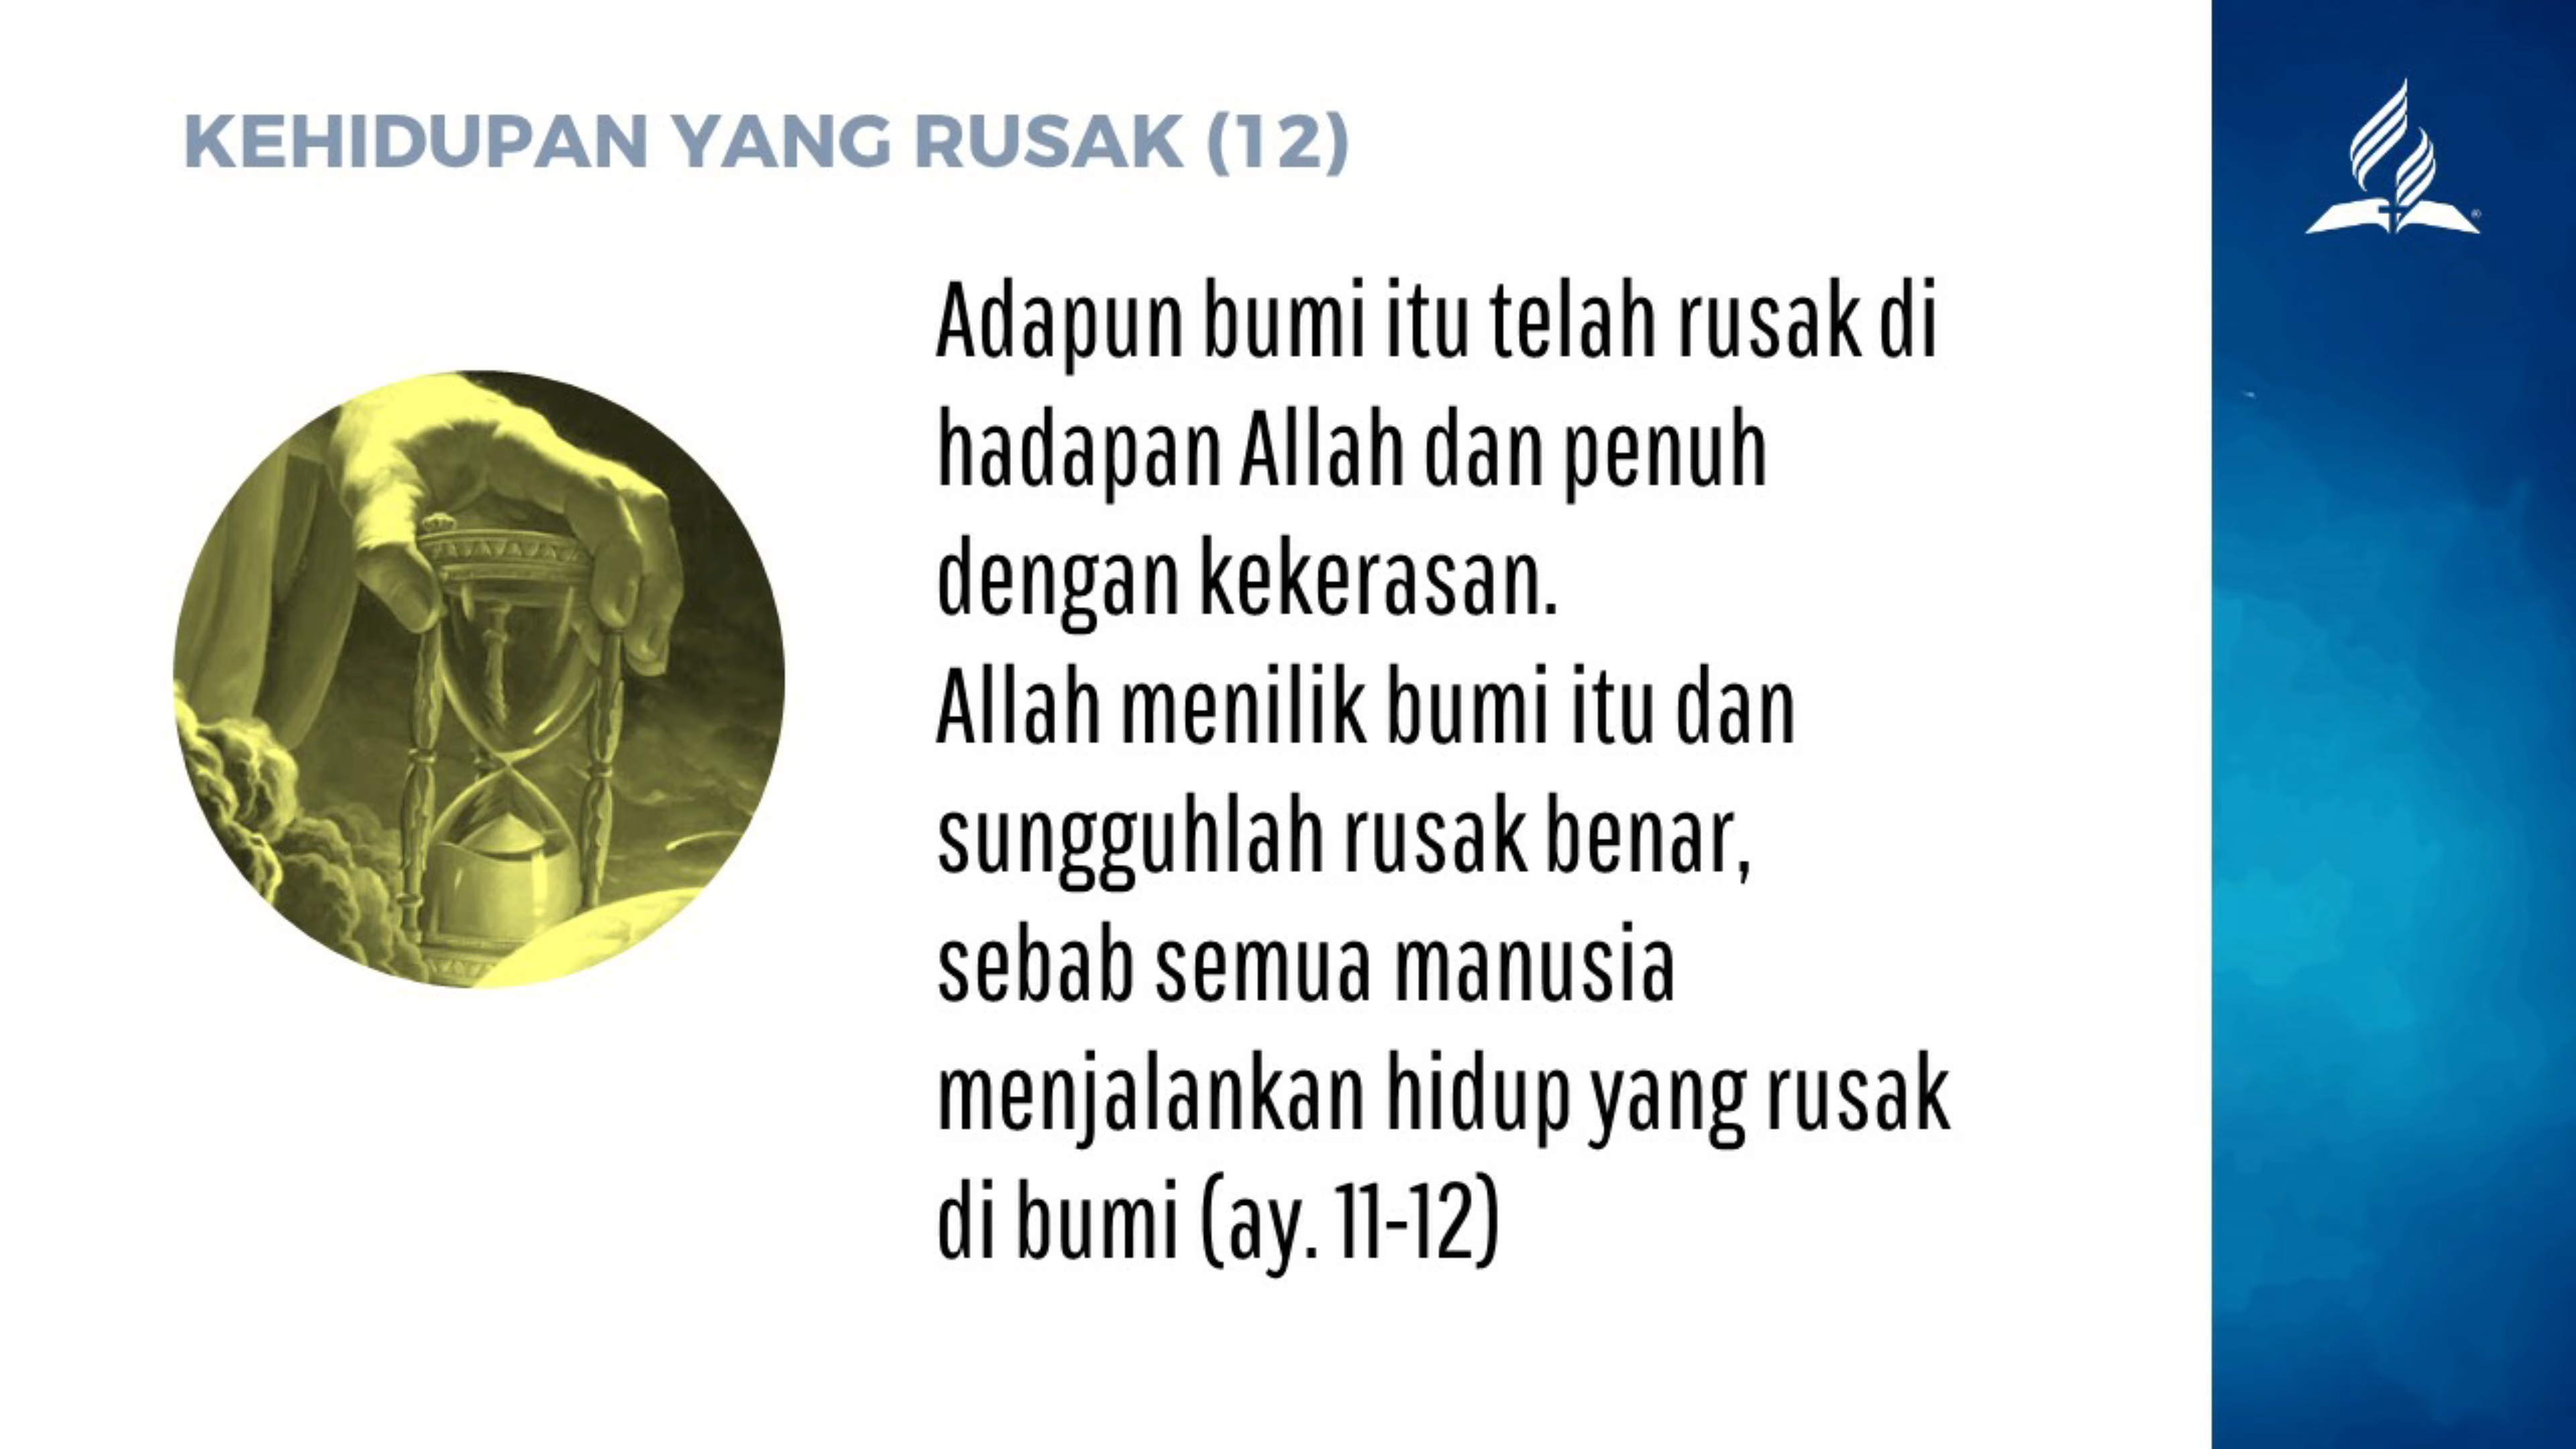 KEHIDUPAN YANG RUSAK (12)
Adapun bumi itu telah rusak di
hadapan Allah dan penuh
dengan kekerasan.
Allah menilik bumi itu dan
sungguhlah rusak benar,
sebab semua manusia
menjalankan hidup yang rusak
di bumi (ay. 11-12)